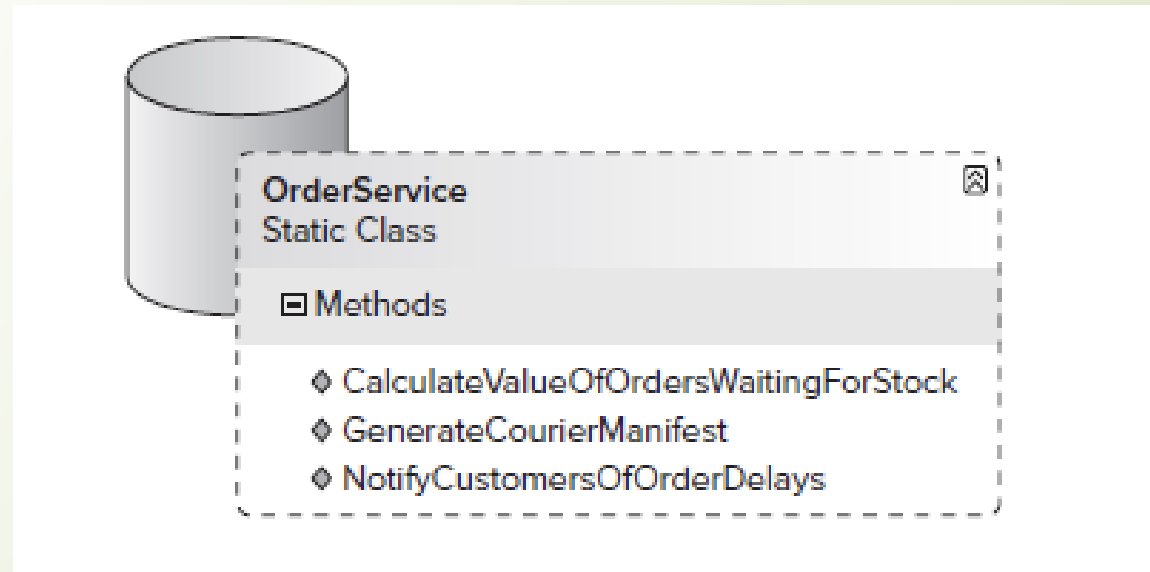 OrderService
Static Class
Methods
CalculateValueOfOrdersWaitingForStock
GenerateCourierManifest
NotifyCustomersOfOrderDelays